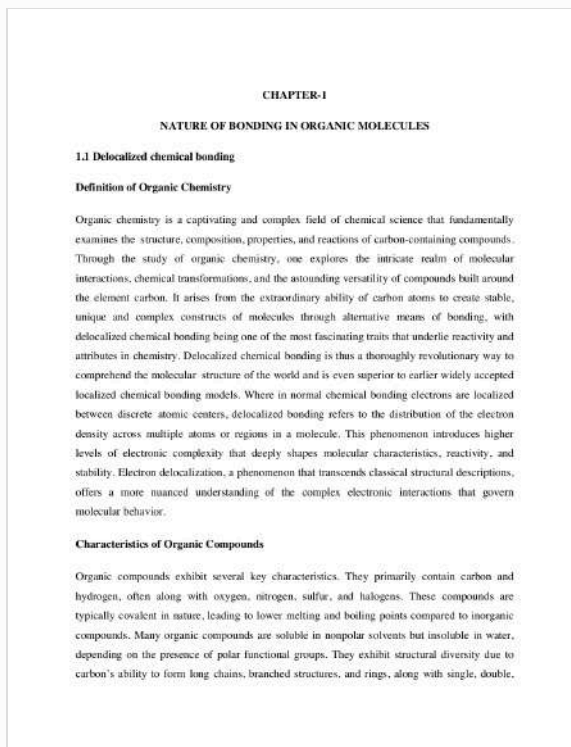 CHAPTER-1
NATURE OF BONDING IN ORGANIC MOLECULES
1.1 Delocalized chemical bonding
Definition of Organic Chemistry
Organic chemistry is a captivating and complex field of chemical science that fundamentally
examines the structure, composition, properties, and reactions of carbon-containing compounds.
Through the study of organic chemistry, one explores the intricate realm of molecular
interactions, chemical transformations, and the astounding versatility of compounds built around
the element carbon. It arises from the extraordinary ability of carbon atoms to create stable,
unique and complex constructs of molecules through alternative means of bonding, with
delocalized chemical bonding being one of the most fascinating traits that underlie reactivity and
attributes in chemistry. Delocalized chemical bonding is thus a thoroughly revolutionary way to
comprehend the molecular structure of the world and is even superior to earlier widely accepted
localized chemical bonding models. Where in normal chemical bonding electrons are localized
between discrete atomic centers, delocalized bonding refers to the distribution of the electron
density across multiple atoms or regions in a molecule. This phenomenon introduces higher
levels of electronic complexity that deeply shapes molecular characteristics, reactivity, and
stability. Electron delocalization, a phenomenon that transcends classical structural descriptions,
offers a more nuanced understanding of the complex electronic interactions that govern
molecular behavior.
Characteristics of Organic Compounds
Organic compounds exhibit several key characteristics. They primarily contain carbon and
hydrogen, often along with oxygen, nitrogen, sulfur, and halogens. These compounds are
typically covalent in nature, leading to lower melting and boiling points compared to inorganic
compounds. Many organic compounds are soluble in nonpolar solvents but insoluble in water,
depending on the presence of polar functional groups. They exhibit structural diversity due to
carbon's ability to form long chains, branched structures, and rings, along with single, double,